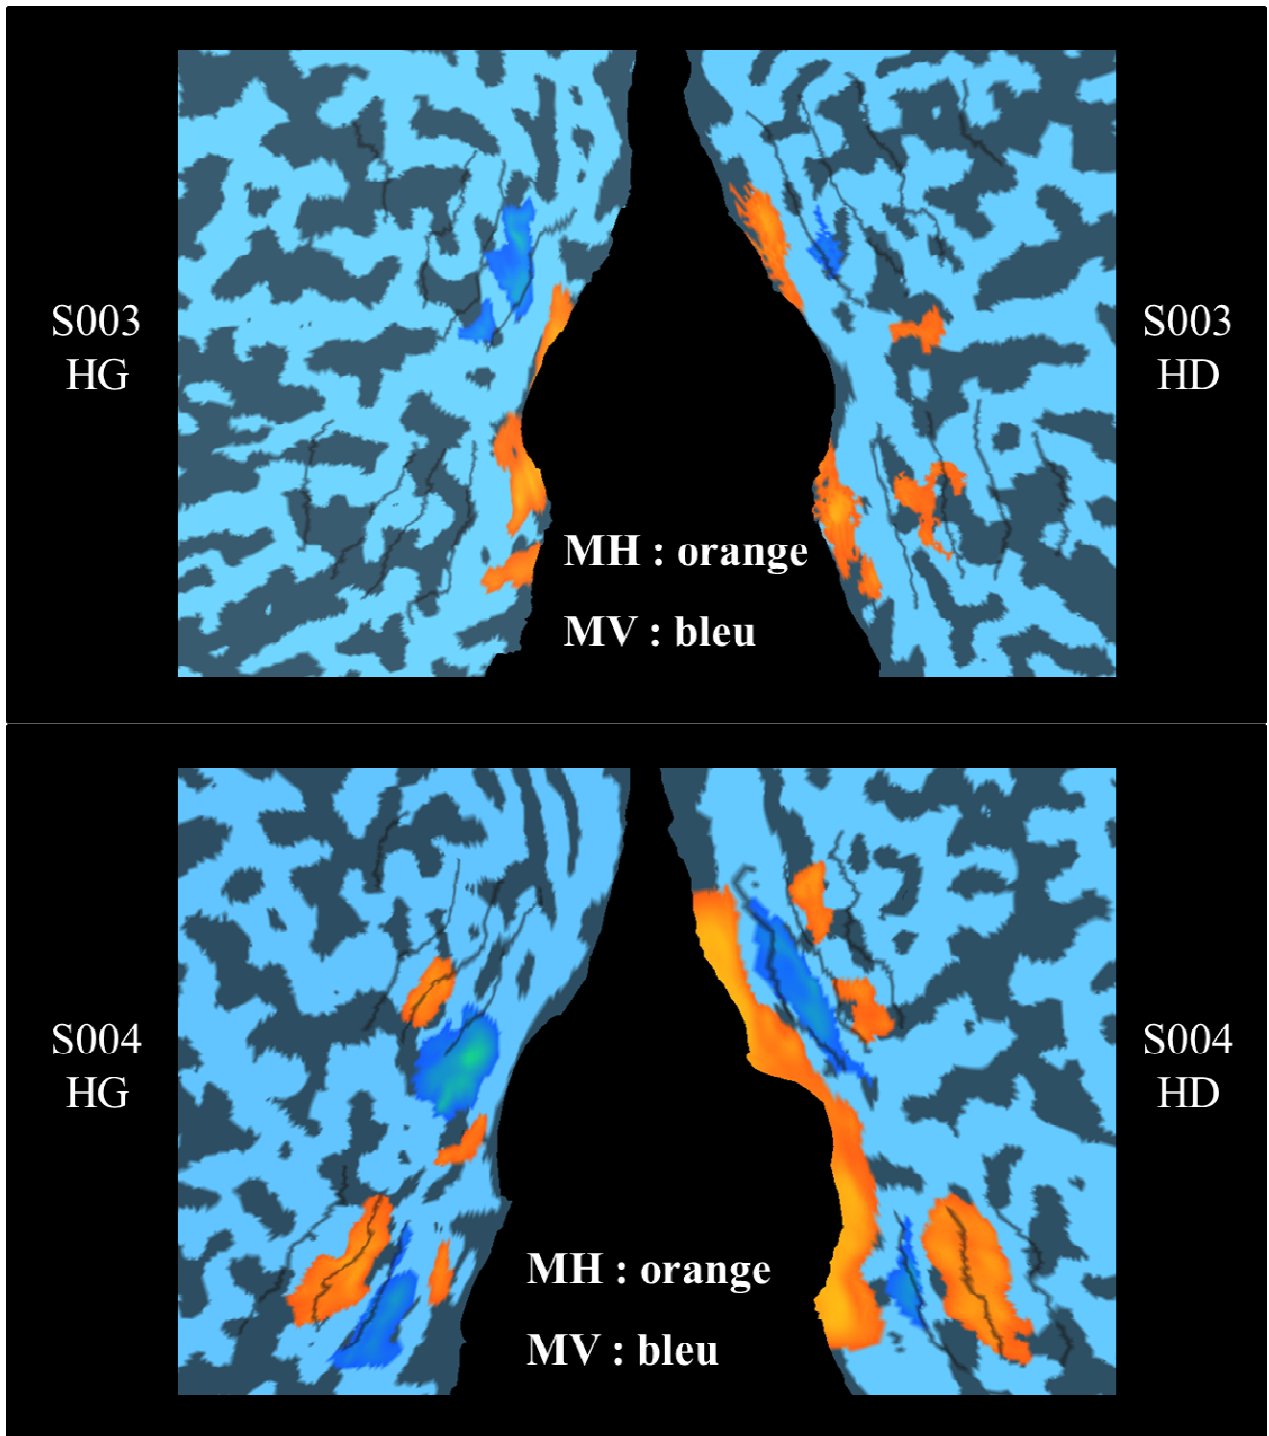 S003
HG
S003
HD
MH : orange
MV : bleu
S004
HG
S004
HD
MH : orange
MV : bleu